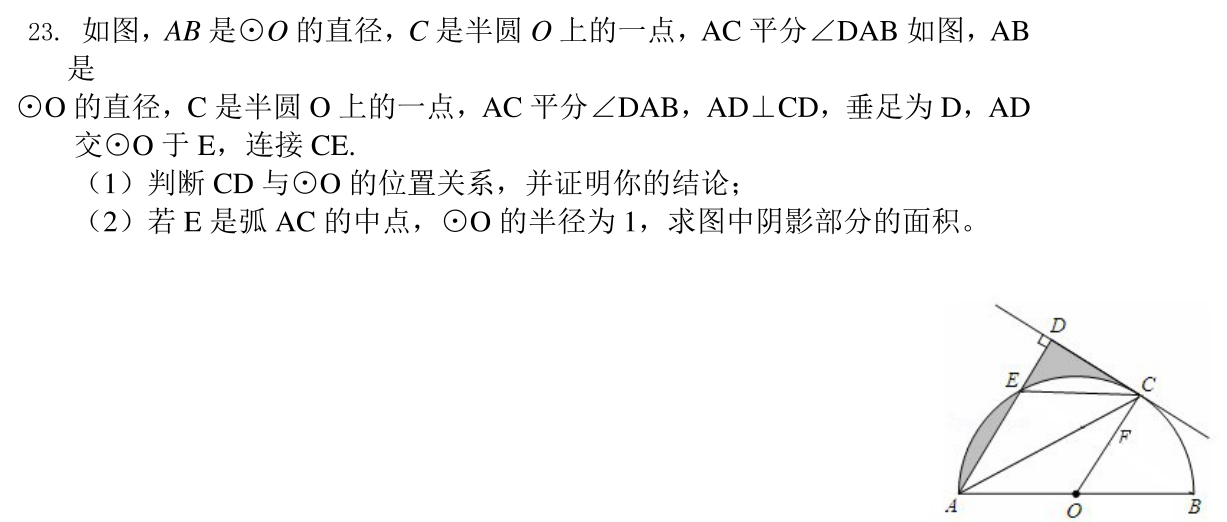 23. 如图，AB 是⊙O 的直径，C 是半圆 O 上的一点，AC 平分∠DAB 如图，AB
是
⊙O 的直径，C 是半圆 O 上的一点，AC 平分∠DAB，AD⊥CD，垂足为 D，AD
交⊙O 于 E，连接 CE.
（1）判断 CD 与⊙O 的位置关系，并证明你的结论；
（2）若 E 是弧 AC 的中点，⊙O 的半径为 1，求图中阴影部分的面积。
D
E
C
F
A
O
B